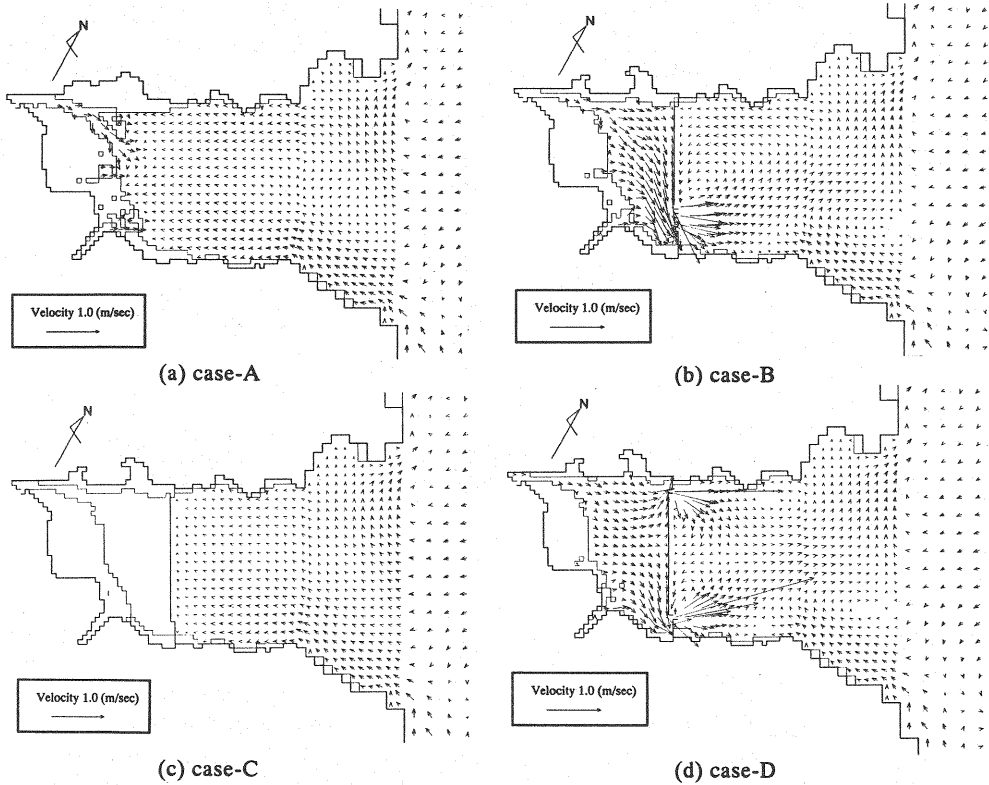 N
N
Velocity 1.0 (m/sec)
Velocity 1.0 (m/sec)
(a) case-A
(b) case-B
N
N
Velocity 1.0 (m/sec)
Velocity 1.0 (m/sec)
(c) case-C
(d) case-D